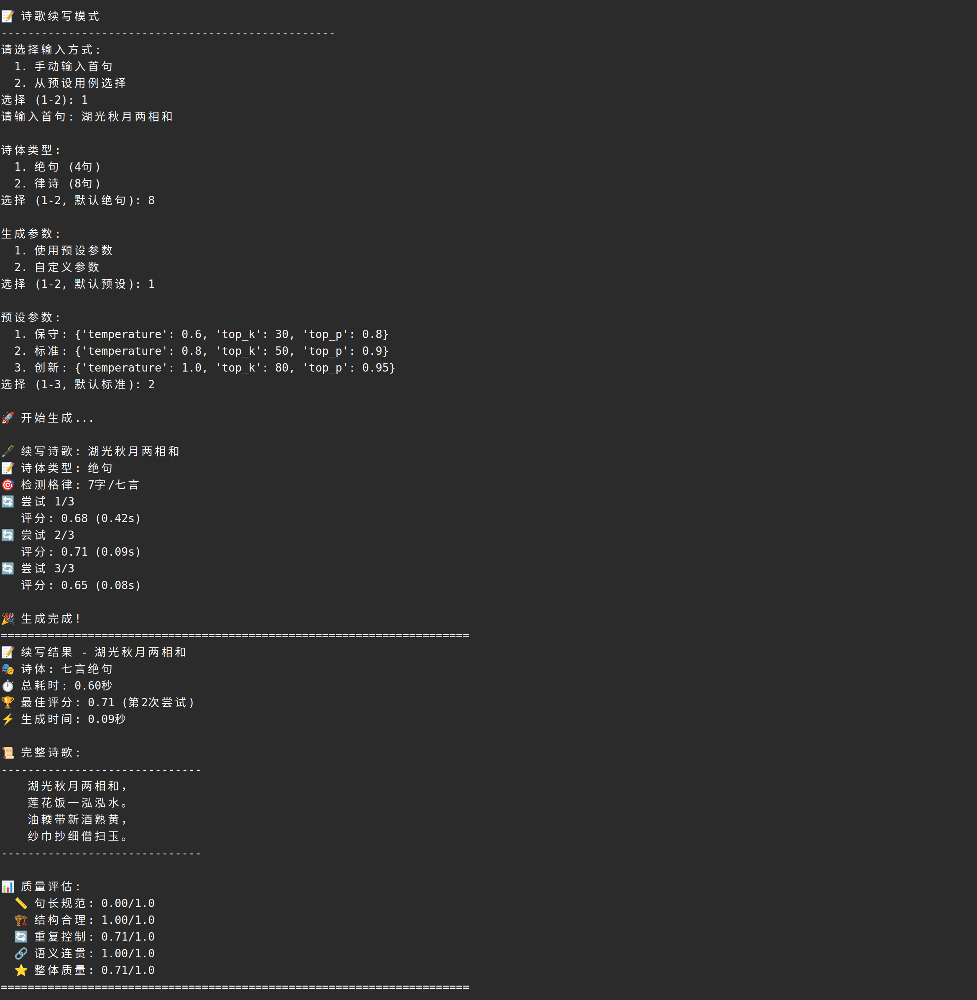 📝 诗歌续写模式
--------------------------------------------------
请选择输入方式:
  1. 手动输入首句
  2. 从预设用例选择
选择 (1-2): 1
请输入首句: 湖光秋月两相和

诗体类型:
  1. 绝句 (4句)
  2. 律诗 (8句)
选择 (1-2, 默认绝句): 8

生成参数:
  1. 使用预设参数
  2. 自定义参数
选择 (1-2, 默认预设): 1

预设参数:
  1. 保守: {'temperature': 0.6, 'top_k': 30, 'top_p': 0.8}
  2. 标准: {'temperature': 0.8, 'top_k': 50, 'top_p': 0.9}
  3. 创新: {'temperature': 1.0, 'top_k': 80, 'top_p': 0.95}
选择 (1-3, 默认标准): 2

🚀 开始生成...

🖋️ 续写诗歌: 湖光秋月两相和
📝 诗体类型: 绝句
🎯 检测格律: 7字/七言
🔄 尝试 1/3
   评分: 0.68 (0.42s)
🔄 尝试 2/3
   评分: 0.71 (0.09s)
🔄 尝试 3/3
   评分: 0.65 (0.08s)

🎉 生成完成!
======================================================================
📝 续写结果 - 湖光秋月两相和
🎭 诗体: 七言绝句
⏱️ 总耗时: 0.60秒
🏆 最佳评分: 0.71 (第2次尝试)
⚡ 生成时间: 0.09秒

📜 完整诗歌:
------------------------------
    湖光秋月两相和，
    莲花饭一泓泓水。
    油輭带新酒熟黄，
    纱巾抄细僧扫玉。
------------------------------

📊 质量评估:
  📏 句长规范: 0.00/1.0
  🏗️ 结构合理: 1.00/1.0
  🔄 重复控制: 0.71/1.0
  🔗 语义连贯: 1.00/1.0
  ⭐ 整体质量: 0.71/1.0
======================================================================